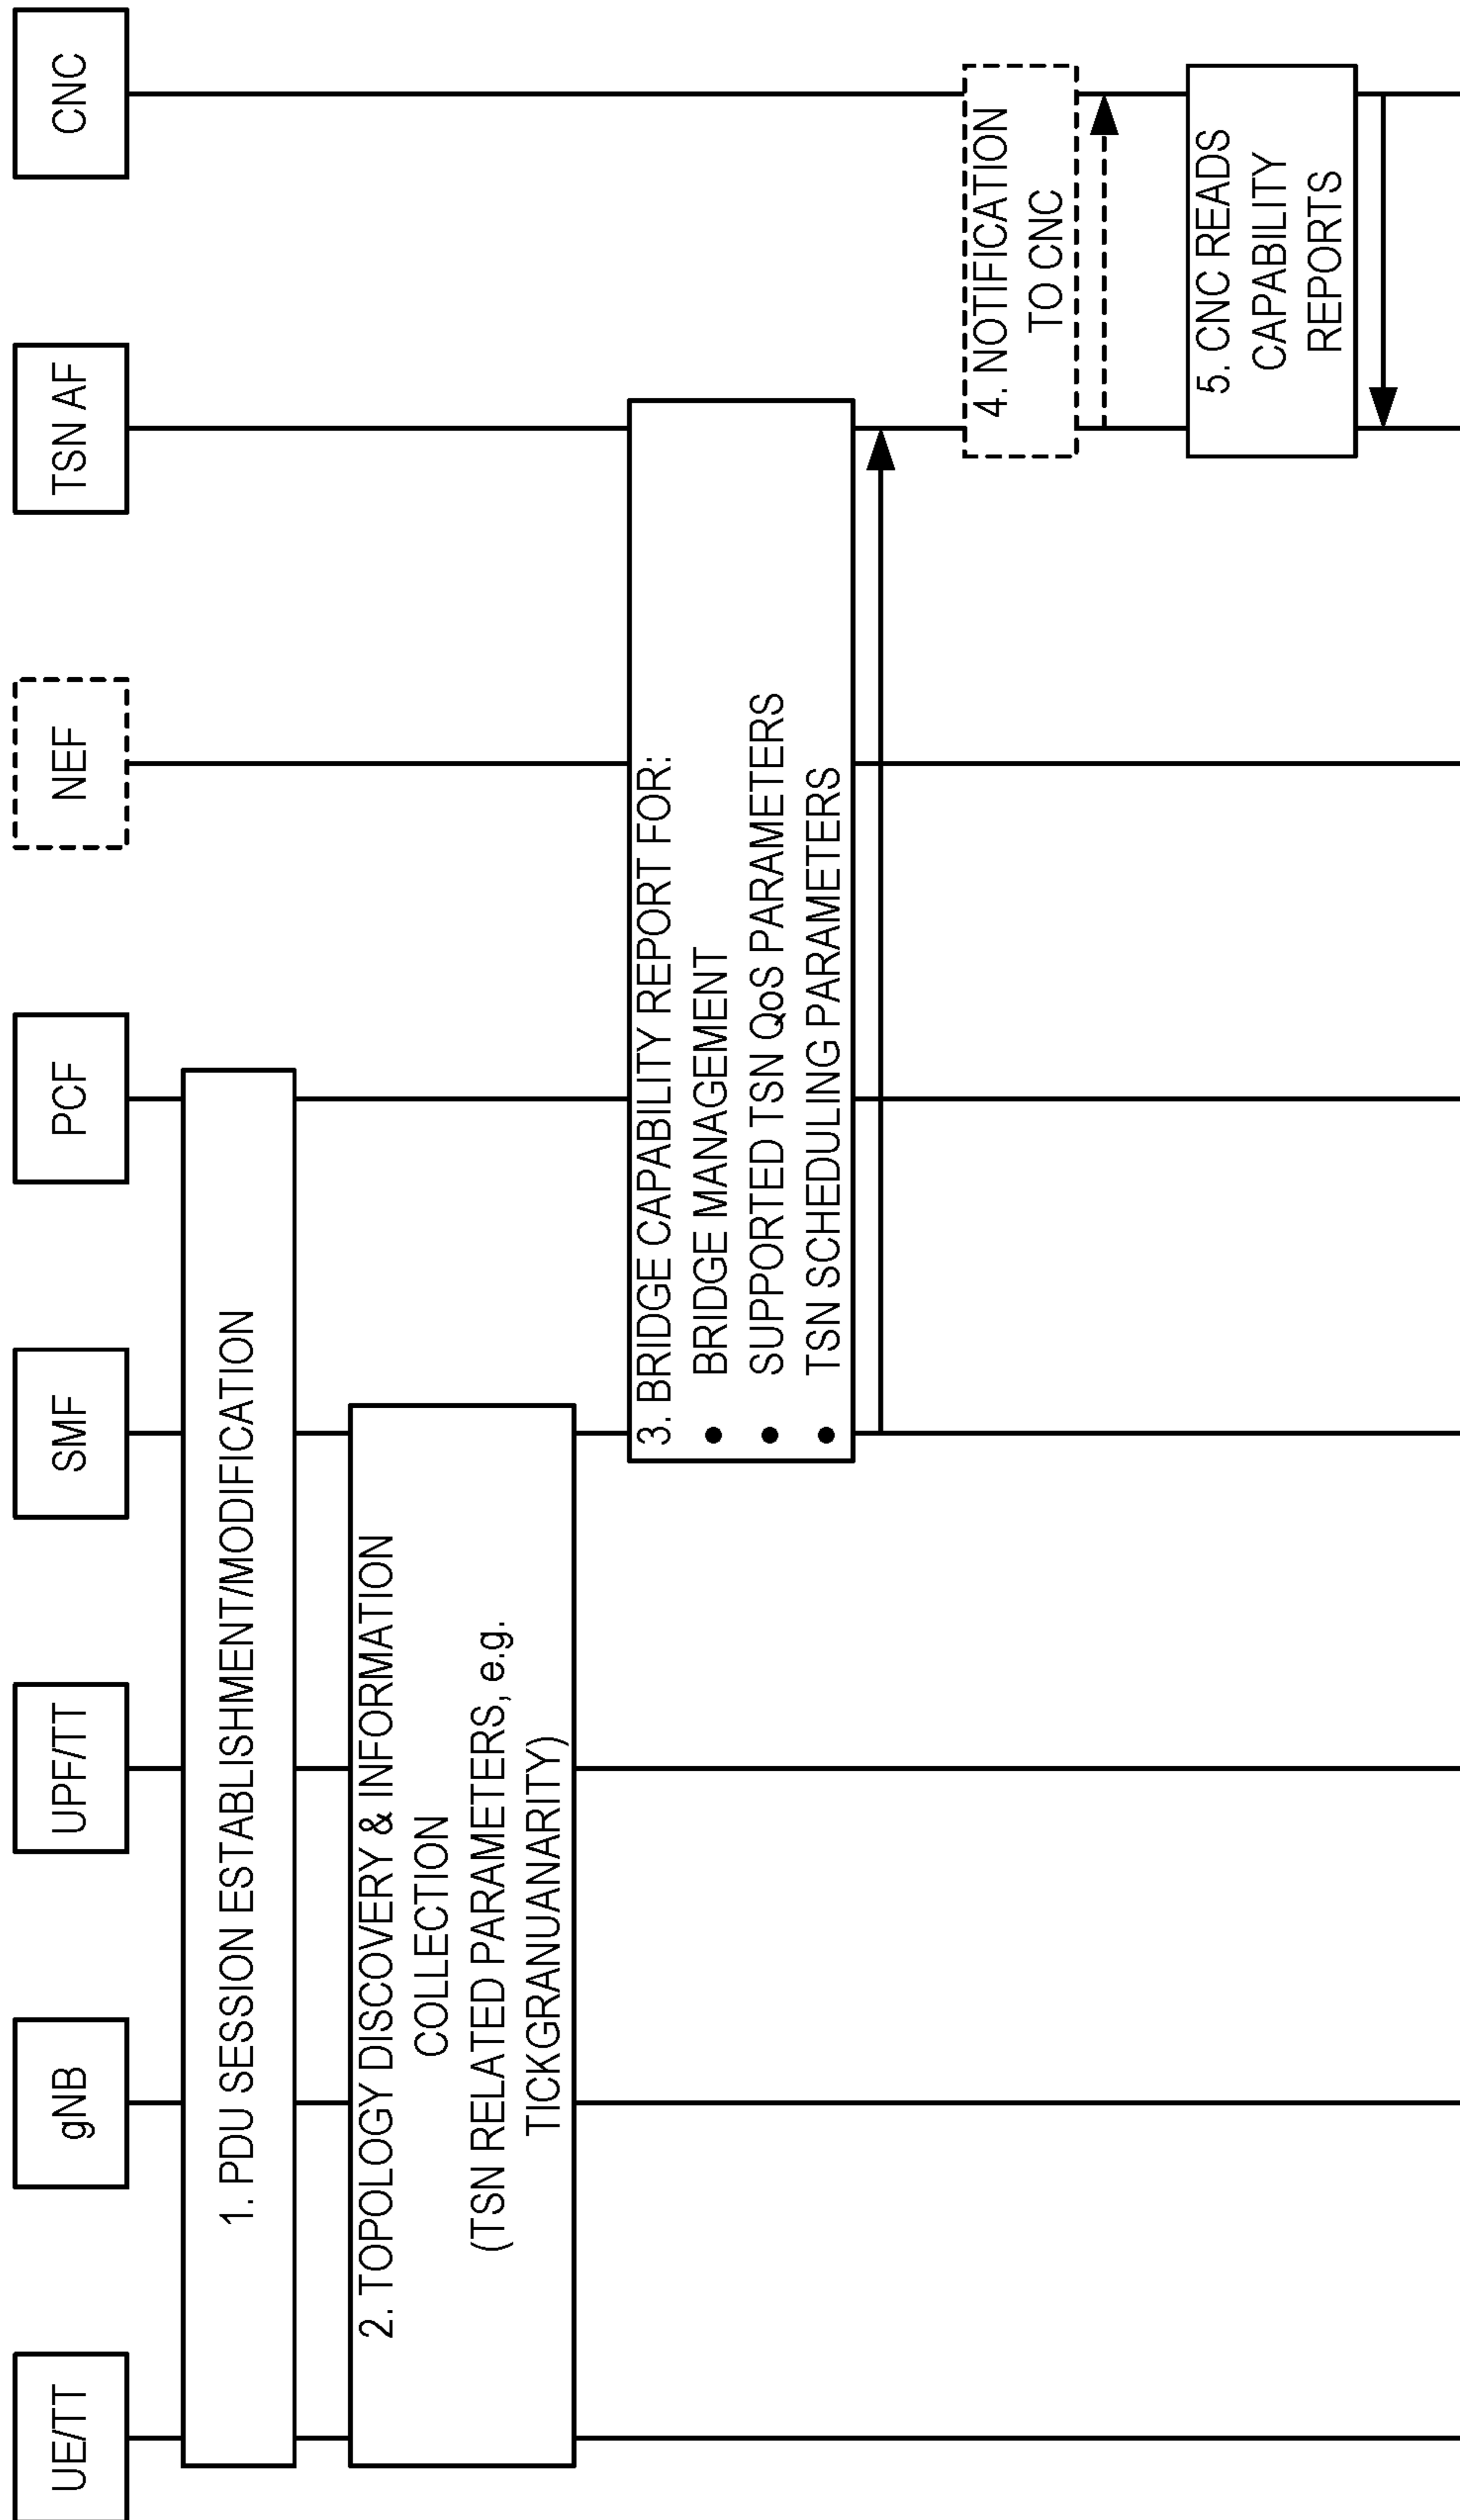 UE/TT
gNB
UPF/TT
SMF
PCF
NEF
TSN AF
CNC
1. PDU SESSION ESTABLISHMENT/MODIFICATION
2. TOPOLOGY DISCOVERY & INFORMATION
COLLECTION
(TSN RELATED PARAMETERS, e.g.
TICKGRANUANARITY)
3. BRIDGE CAPABILITY REPORT FOR:
• BRIDGE MANAGEMENT
• SUPPORTED TSN QoS PARAMETERS
• TSN SCHEDULING PARAMETERS
4. NOTIFICATION
TO CNC
5. CNC READS
CAPABILITY
REPORTS